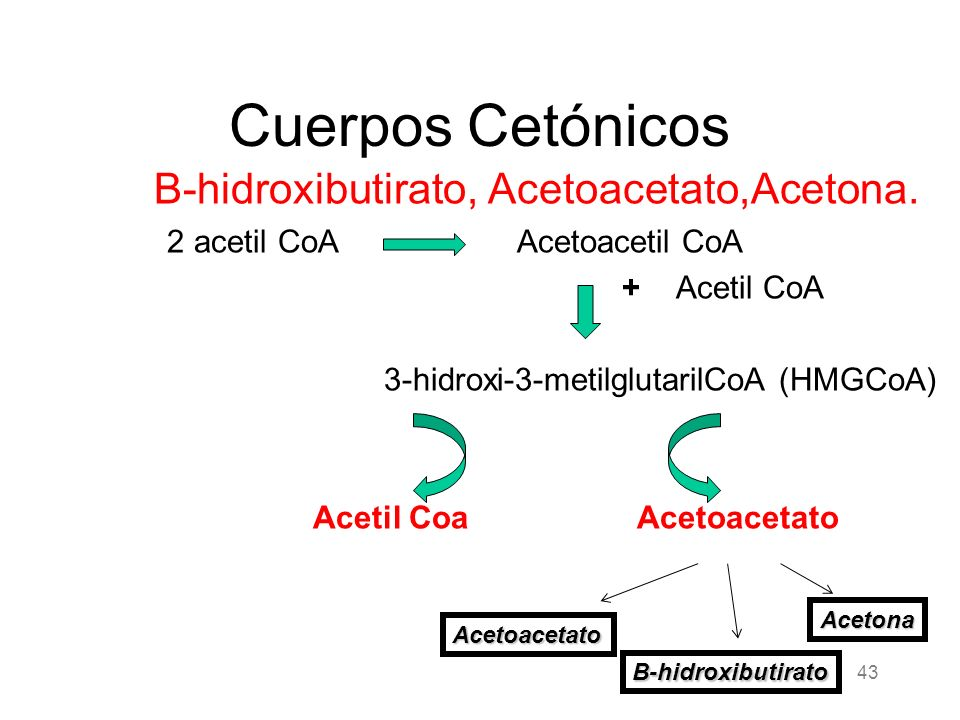 Cuerpos Cetónicos
B-hidroxibutirato, Acetoacetato,Acetona.
2 acetil CoA Acetoacetil CoA
+ Acetil CoA
3-hidroxi-3-metilglutarilCoA (HMGCoA)
Acetil Coa Acetoacetato
Acetona
Acetoacetato
B-hidroxibutirato 43